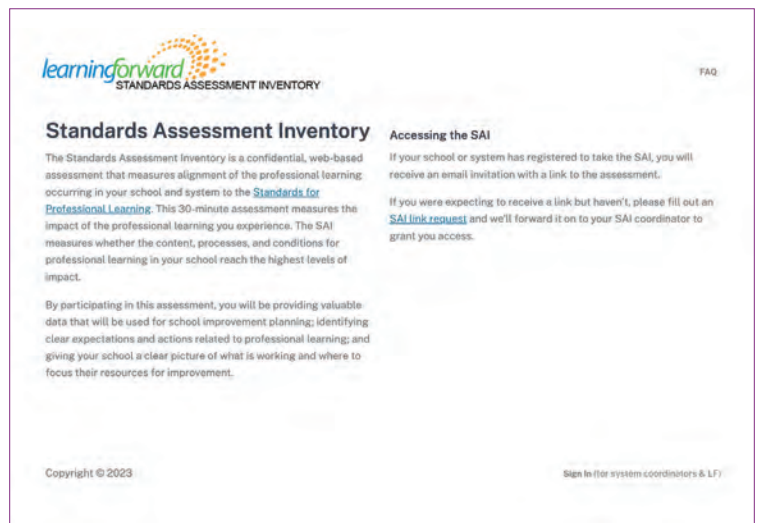 learningforward
STANDARDS ASSESSMENT INVENTORY
FAQ
Standards Assessment Inventory
The Standards Assessment Inventory is a confidential, web-based
assessment that measures alignment of the professional learning
occurring in your school and system to the Standards for
Professional Learning. This 30-minute assessment measures the
impact of the professional learning you experience. The SAI
measures whether the content, processes, and conditions for
professional learning in your school reach the highest levels of
impact.
By participating in this assessment, you will be providing valuable
data that will be used for school improvement planning; identifying
clear expectations and actions related to professional learning; and
giving your school a clear picture of what is working and where to
focus their resources for improvement.
Accessing the SAI
If your school or system has registered to take the SAI, you will
receive an email invitation with a link to the assessment.
If you were expecting to receive a link but haven't, please fill out an
SAI link request and we'll forward it on to your SAI coordinator to
grant you access.
Copyright © 2023
Sign In (for system coordinators & LF)